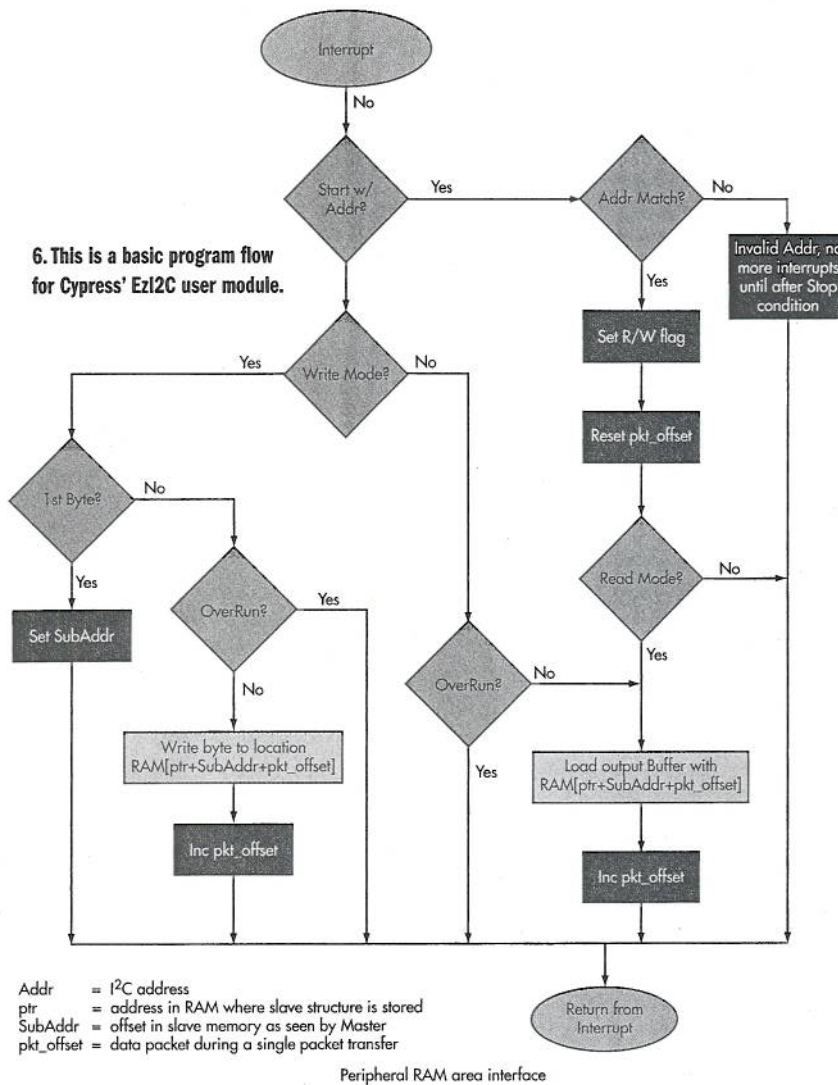 Interrupt
No
Start w/
Addr?
Yes
Addr Match?
No
6. This is a basic program flow
for Cypress' EzI2C user module.
Invalid Addr, no
more interrupts
until after Stop
condition
Yes
Set R/W flag
Yes
Write Mode?
No
Reset pkt_offset
1st Byte?
No
Read Mode?
No
Yes
OverRun?
Yes
Set SubAddr
Yes
OverRun?
No
No
Write byte to location
RAM[ptr+SubAddr+pkt_offset]
Yes
Load output Buffer with
RAM[ptr+SubAddr+pkt_offset]
Inc pkt_offset
Inc pkt_offset
Addr = I²C address
ptr = address in RAM where slave structure is stored
SubAddr = offset in slave memory as seen by Master
pkt_offset = data packet during a single packet transfer
Return from
Interrupt
Peripheral RAM area interface